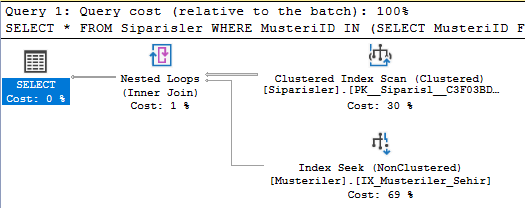 Query 1: Query cost (relative to the batch): 100%
SELECT * FROM Siparisler WHERE MusteriID IN (SELECT MusteriID F
SELECT
Cost: 0 %
Nested Loops
(Inner Join)
Cost: 1 %
Clustered Index Scan (Clustered)
[Siparisler].[PK__Siparisl__C3F03BD…
Cost: 30 %
Index Seek (NonClustered)
[Musteriler].[IX_Musteriler_Sehir]
Cost: 69 %